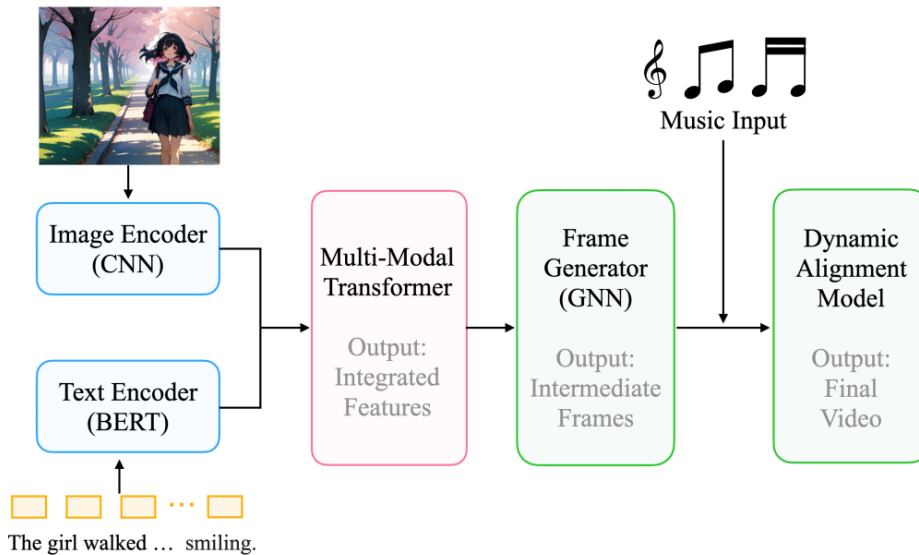 Music Input
Image Encoder
(CNN)
Multi-Modal
Transformer
Output:
Integrated
Features
Frame
Generator
(GNN)
Output:
Intermediate
Frames
Dynamic
Alignment
Model
Output:
Final
Video
Text Encoder
(BERT)
...
The girl walked ... smiling.